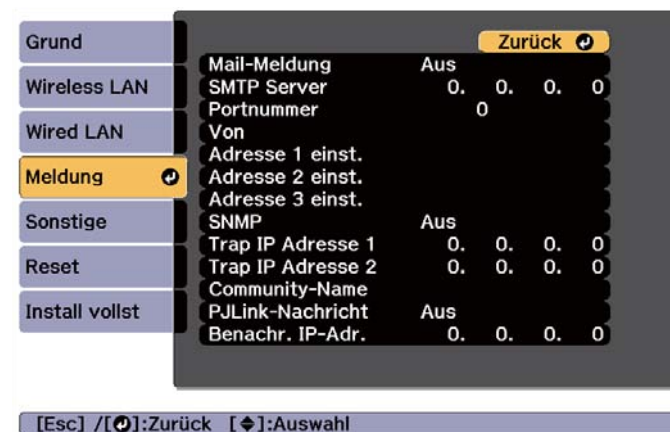 Grund
Wireless LAN
Wired LAN
Meldung
Sonstige
Reset
Install vollst
Zurück
Mail-Meldung Aus
SMTP Server 0. 0. 0. 0
Portnummer 0
Von
Adresse 1 einst.
Adresse 2 einst.
Adresse 3 einst.
SNMP Aus
Trap IP Adresse 1 0. 0. 0. 0
Trap IP Adresse 2 0. 0. 0. 0
Community-Name
PJLink-Nachricht Aus
Benachr. IP-Adr. 0. 0. 0. 0
[Esc] /[⏎]:Zurück [◆]:Auswahl